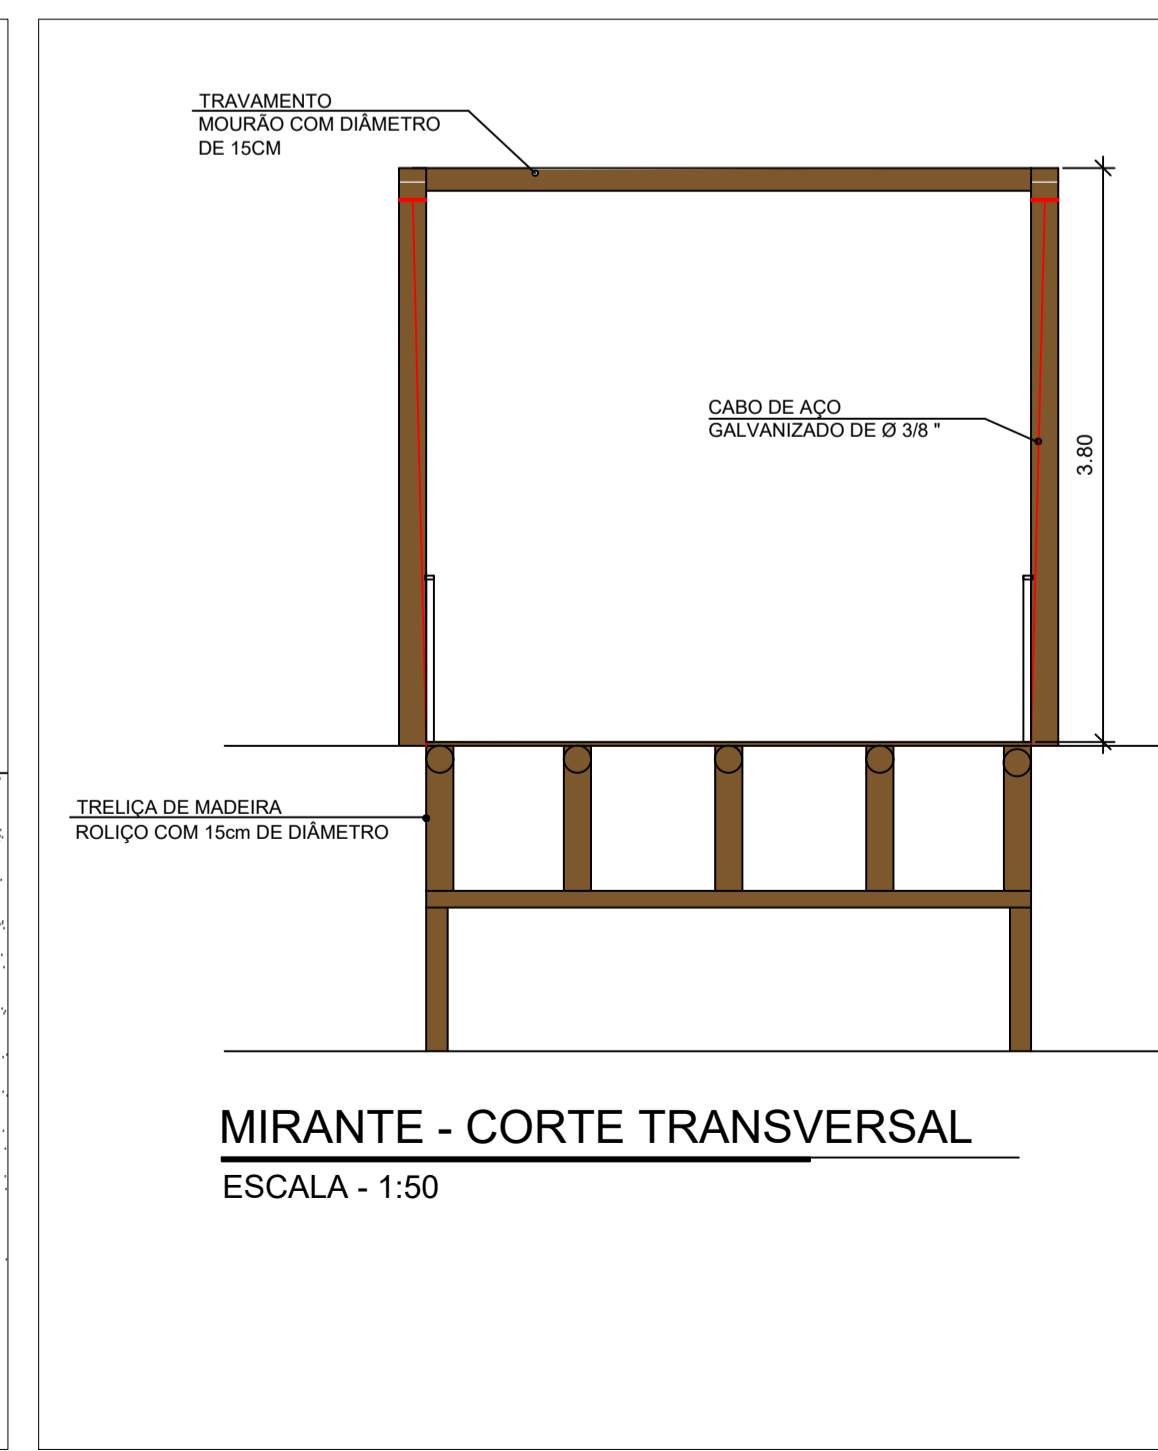 TRAVAMENTO
MOURÃO COM DIÂMETRO
DE 15CM
CABO DE AÇO
GALVANIZADO DE Ø 3/8 "
3.80
TRELIÇA DE MADEIRA
ROLIÇO COM 15cm DE DIÂMETRO
MIRANTE - CORTE TRANSVERSAL
ESCALA - 1:50